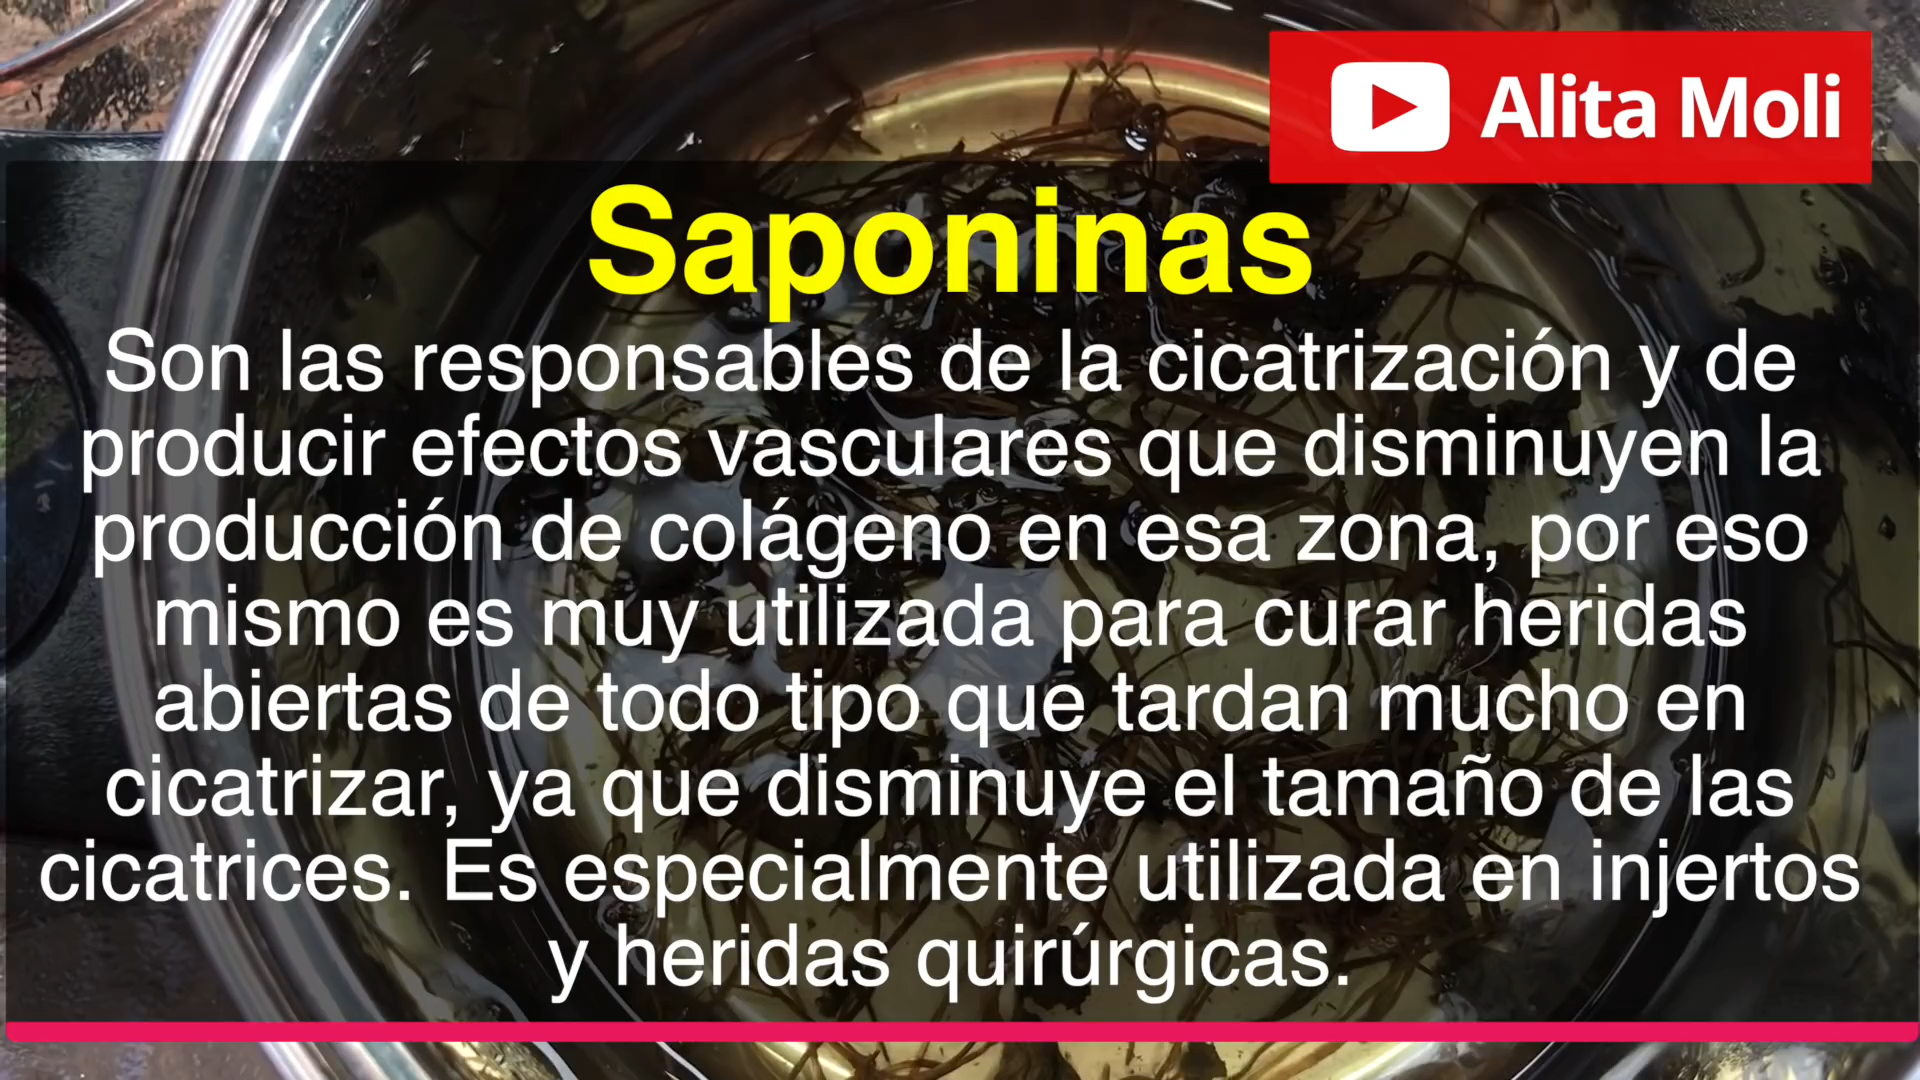 Alita Moli
Saponinas
Son las responsables de la cicatrización y de
producir efectos vasculares que disminuyen la
producción de colágeno en esa zona, por eso
mismo es muy utilizada para curar heridas
abiertas de todo tipo que tardan mucho en
cicatrizar, ya que disminuye el tamaño de las
cicatrices. Es especialmente utilizada en injertos
y heridas quirúrgicas.